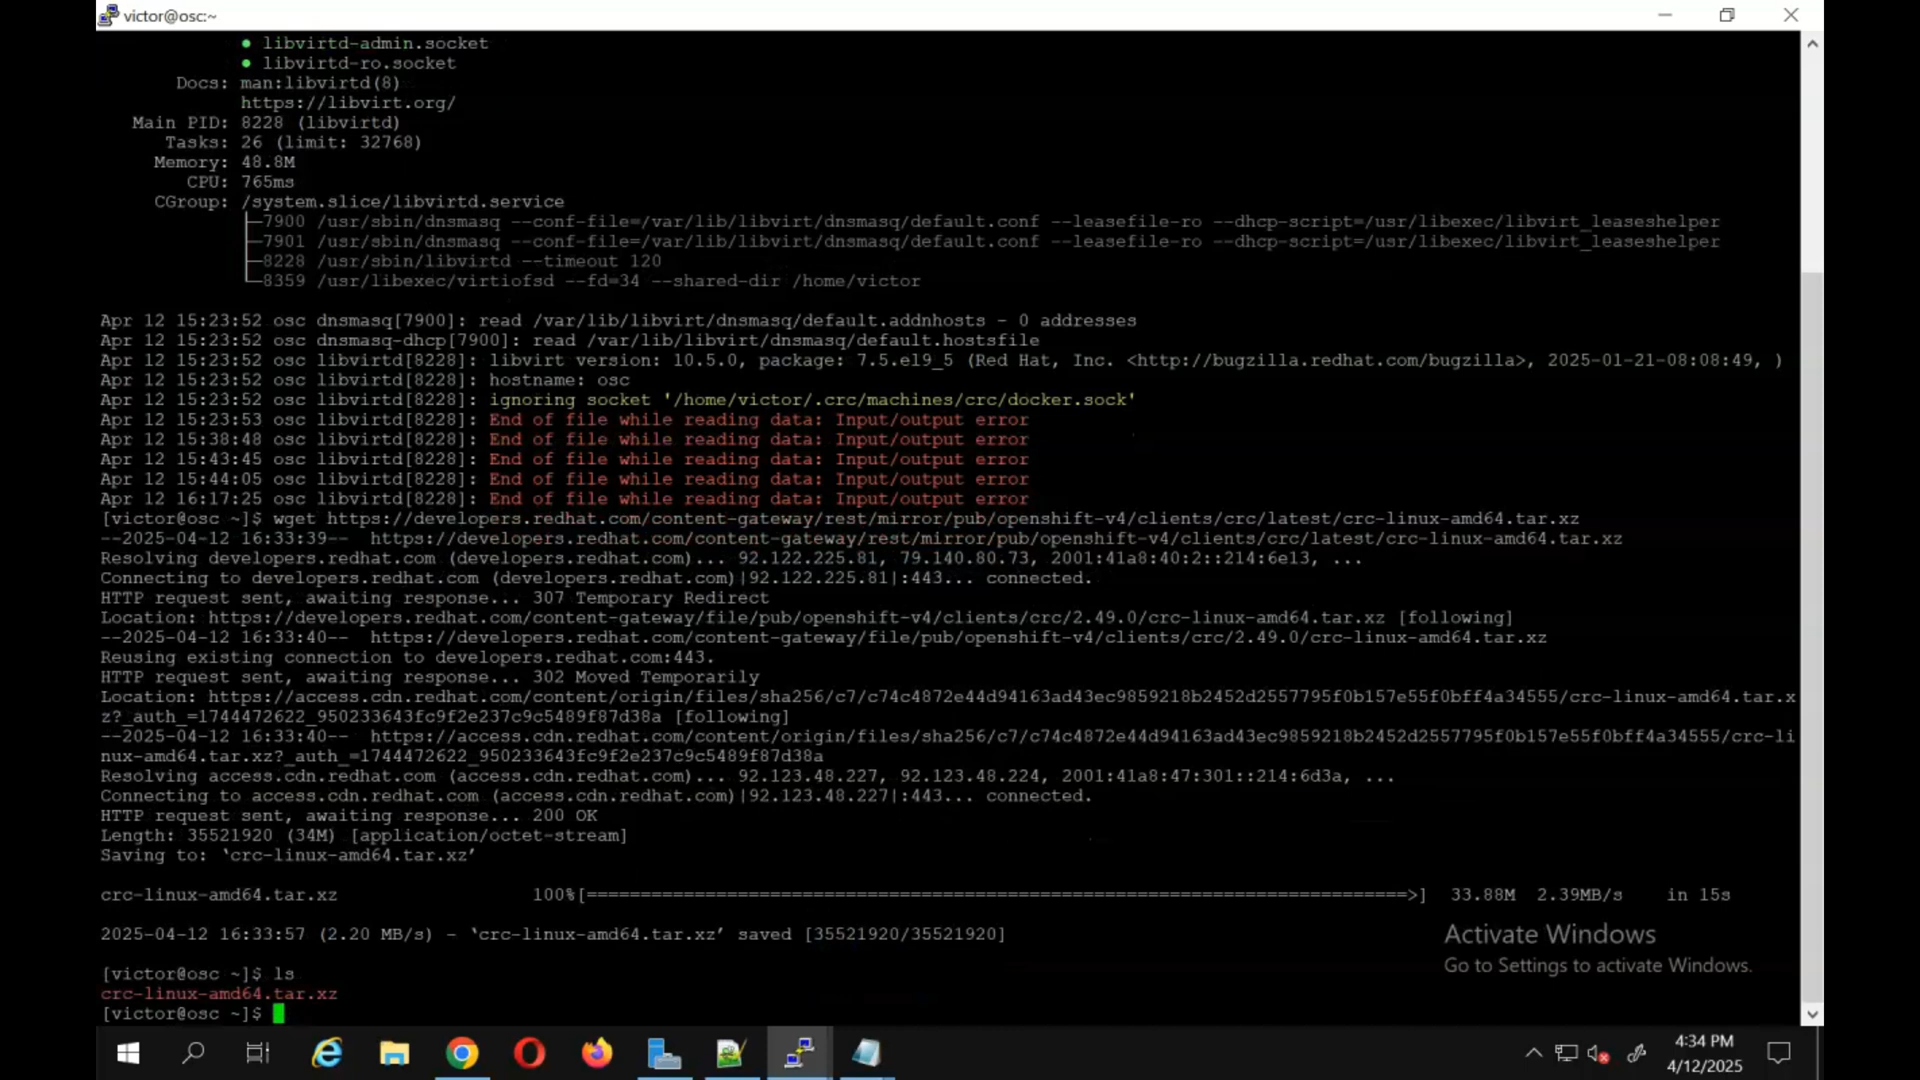 victor@osc:~
● libvirtd-admin.socket
● libvirtd-ro.socket
Docs: man:libvirtd(8)
https://libvirt.org/
Main PID: 8228 (libvirtd)
Tasks: 26 (limit: 32768)
Memory: 48.8M
CPU: 765ms
CGroup: /system.slice/libvirtd.service
├─7900 /usr/sbin/dnsmasq --conf-file=/var/lib/libvirt/dnsmasq/default.conf --leasefile-ro --dhcp-script=/usr/libexec/libvirt_leaseshelper
├─7901 /usr/sbin/dnsmasq --conf-file=/var/lib/libvirt/dnsmasq/default.conf --leasefile-ro --dhcp-script=/usr/libexec/libvirt_leaseshelper
├─8228 /usr/sbin/libvirtd --timeout 120
└─8359 /usr/libexec/virtiofsd --fd=34 --shared-dir /home/victor
Apr 12 15:23:52 osc dnsmasq[7900]: read /var/lib/libvirt/dnsmasq/default.addnhosts - 0 addresses
Apr 12 15:23:52 osc dnsmasq-dhcp[7900]: read /var/lib/libvirt/dnsmasq/default.hostsfile
Apr 12 15:23:52 osc libvirtd[8228]: libvirt version: 10.5.0, package: 7.5.el9_5 (Red Hat, Inc. <http://bugzilla.redhat.com/bugzilla>, 2025-01-21-08:08:49, )
Apr 12 15:23:52 osc libvirtd[8228]: hostname: osc
Apr 12 15:23:52 osc libvirtd[8228]: ignoring socket '/home/victor/.crc/machines/crc/docker.sock'
Apr 12 15:23:53 osc libvirtd[8228]: End of file while reading data: Input/output error
Apr 12 15:38:48 osc libvirtd[8228]: End of file while reading data: Input/output error
Apr 12 15:43:45 osc libvirtd[8228]: End of file while reading data: Input/output error
Apr 12 15:44:05 osc libvirtd[8228]: End of file while reading data: Input/output error
Apr 12 16:17:25 osc libvirtd[8228]: End of file while reading data: Input/output error
[victor@osc ~]$ wget https://developers.redhat.com/content-gateway/rest/mirror/pub/openshift-v4/clients/crc/latest/crc-linux-amd64.tar.xz
--2025-04-12 16:33:39--  https://developers.redhat.com/content-gateway/rest/mirror/pub/openshift-v4/clients/crc/latest/crc-linux-amd64.tar.xz
Resolving developers.redhat.com (developers.redhat.com)... 92.122.225.81, 79.140.80.73, 2001:41a8:40:2::214:6e13, ...
Connecting to developers.redhat.com (developers.redhat.com)|92.122.225.81|:443... connected.
HTTP request sent, awaiting response... 307 Temporary Redirect
Location: https://developers.redhat.com/content-gateway/file/pub/openshift-v4/clients/crc/2.49.0/crc-linux-amd64.tar.xz [following]
--2025-04-12 16:33:40--  https://developers.redhat.com/content-gateway/file/pub/openshift-v4/clients/crc/2.49.0/crc-linux-amd64.tar.xz
Reusing existing connection to developers.redhat.com:443.
HTTP request sent, awaiting response... 302 Moved Temporarily
Location: https://access.cdn.redhat.com/content/origin/files/sha256/c7/c74c4872e44d94163ad43ec9859218b2452d2557795f0b157e55f0bff4a34555/crc-linux-amd64.tar.x
z?_auth_=1744472622_950233643fc9f2e237c9c5489f87d38a [following]
--2025-04-12 16:33:40--  https://access.cdn.redhat.com/content/origin/files/sha256/c7/c74c4872e44d94163ad43ec9859218b2452d2557795f0b157e55f0bff4a34555/crc-li
nux-amd64.tar.xz?_auth_=1744472622_950233643fc9f2e237c9c5489f87d38a
Resolving access.cdn.redhat.com (access.cdn.redhat.com)... 92.123.48.227, 92.123.48.224, 2001:41a8:47:301::214:6d3a, ...
Connecting to access.cdn.redhat.com (access.cdn.redhat.com)|92.123.48.227|:443... connected.
HTTP request sent, awaiting response... 200 OK
Length: 35521920 (34M) [application/octet-stream]
Saving to: ‘crc-linux-amd64.tar.xz’
crc-linux-amd64.tar.xz 100%[============================================================================>] 33.88M 2.39MB/s in 15s
2025-04-12 16:33:57 (2.20 MB/s) - ‘crc-linux-amd64.tar.xz’ saved [35521920/35521920]
[victor@osc ~]$ ls
crc-linux-amd64.tar.xz
[victor@osc ~]$
Activate Windows
Go to Settings to activate Windows.
4:34 PM
4/12/2025